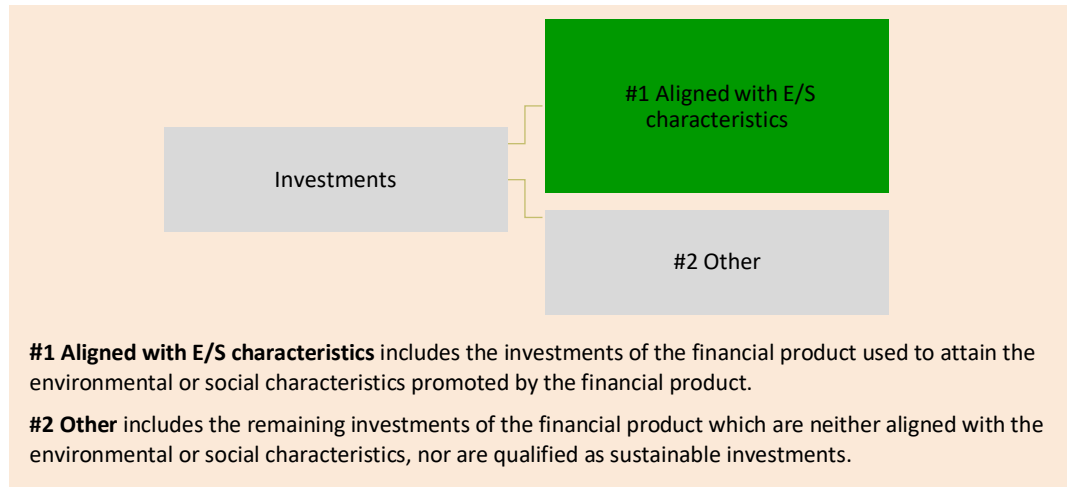 #1 Aligned with E/S
characteristics
Investments
#2 Other
#1 Aligned with E/S characteristics includes the investments of the financial product used to attain the
environmental or social characteristics promoted by the financial product.
#2 Other includes the remaining investments of the financial product which are neither aligned with the
environmental or social characteristics, nor are qualified as sustainable investments.